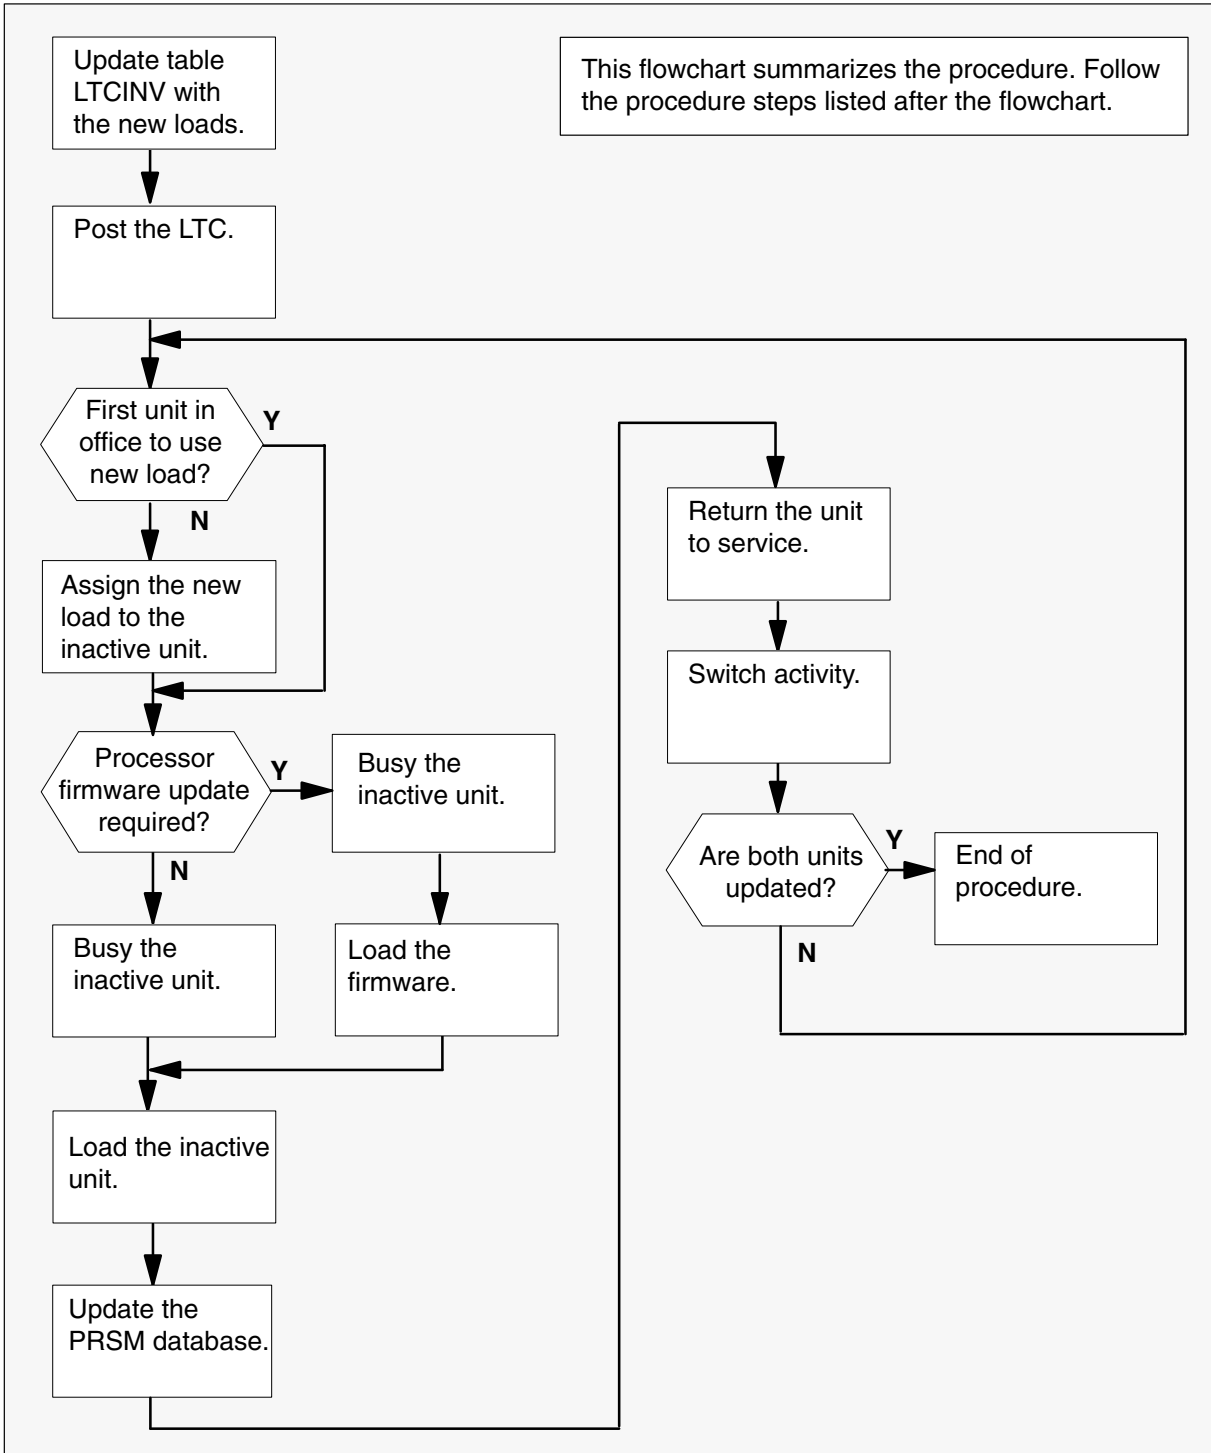 Update table
LTCINV with
the new loads.
This flowchart summarizes the procedure. Follow
the procedure steps listed after the flowchart.
Post the LTC.
First unit in
office to use
new load?
Y
N
Assign the new
load to the
inactive unit.
Processor
firmware update
required?
Y
N
Busy the
inactive unit.
Load the
firmware.
Busy the
inactive unit.
Load the inactive
unit.
Update the
PRSM database.
Return the unit
to service.
Switch activity.
Are both units
updated?
Y
N
End of
procedure.